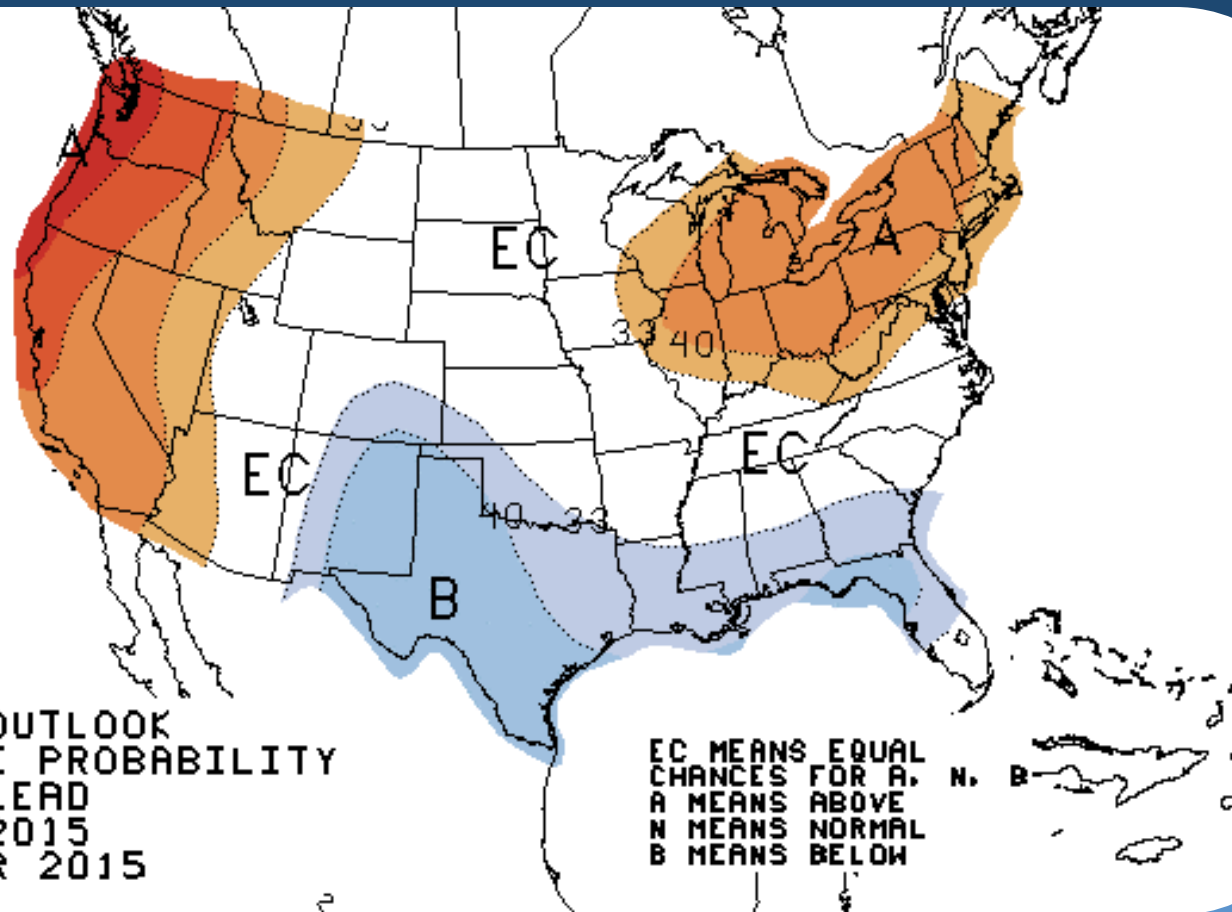 A
EC
A
33 40
EC
EC
40 33
B
OUTLOOK
E PROBABILITY
LEAD
2015
R 2015
EC MEANS EQUAL
CHANCES FOR A, N, B
A MEANS ABOVE
N MEANS NORMAL
B MEANS BELOW